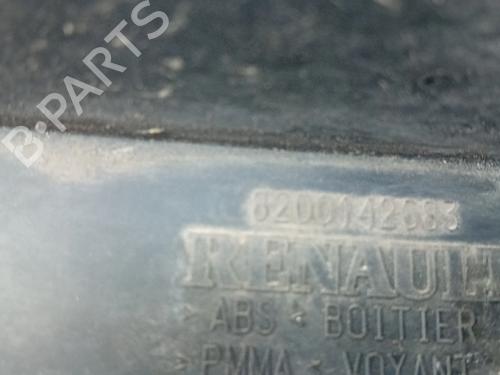 B-PARTS
8200142683
RENAULT
> ABS < BOITIER
> PMMA < VOYANT